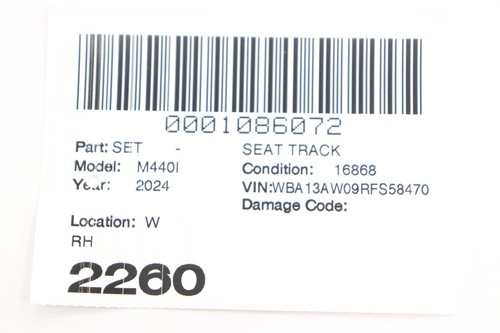 0001086072
Part: SET - SEAT TRACK
Model: M440I Condition: 16868
Year: 2024 VIN:WBA13AW09RFS58470
Damage Code:
Location: W
RH
2260